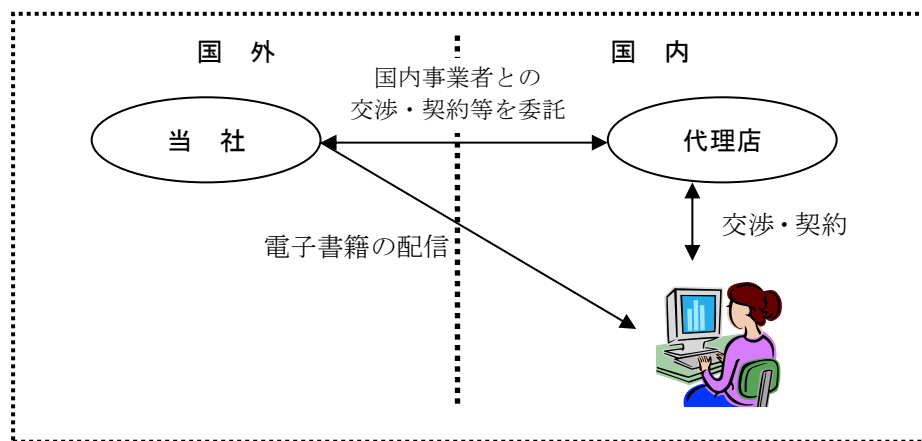 国 外
国 内
国内事業者との
交渉・契約等を委託
当 社
代理店
電子書籍の配信
交渉・契約